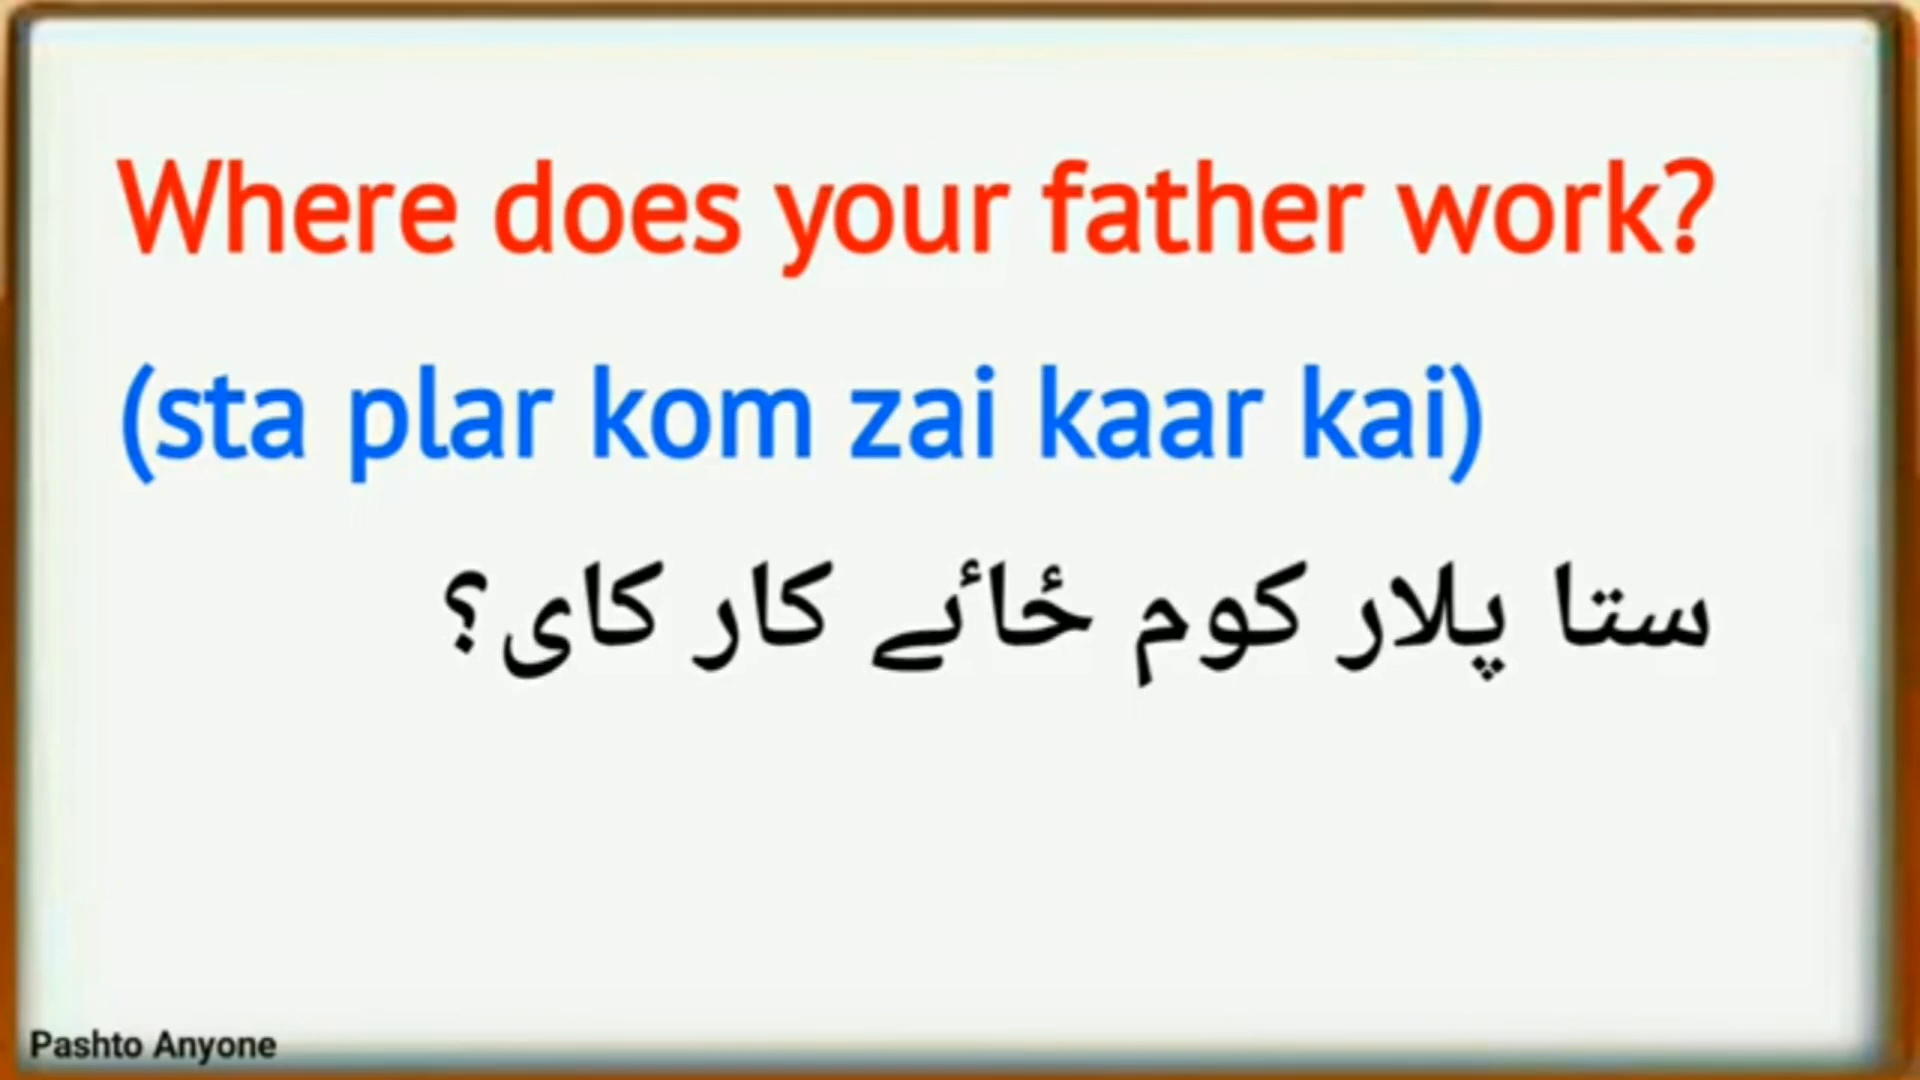 Where does your father work?
(sta plar kom zai kaar kai)
ستا پلار کوم ځائے کار کای؟
Pashto Anyone